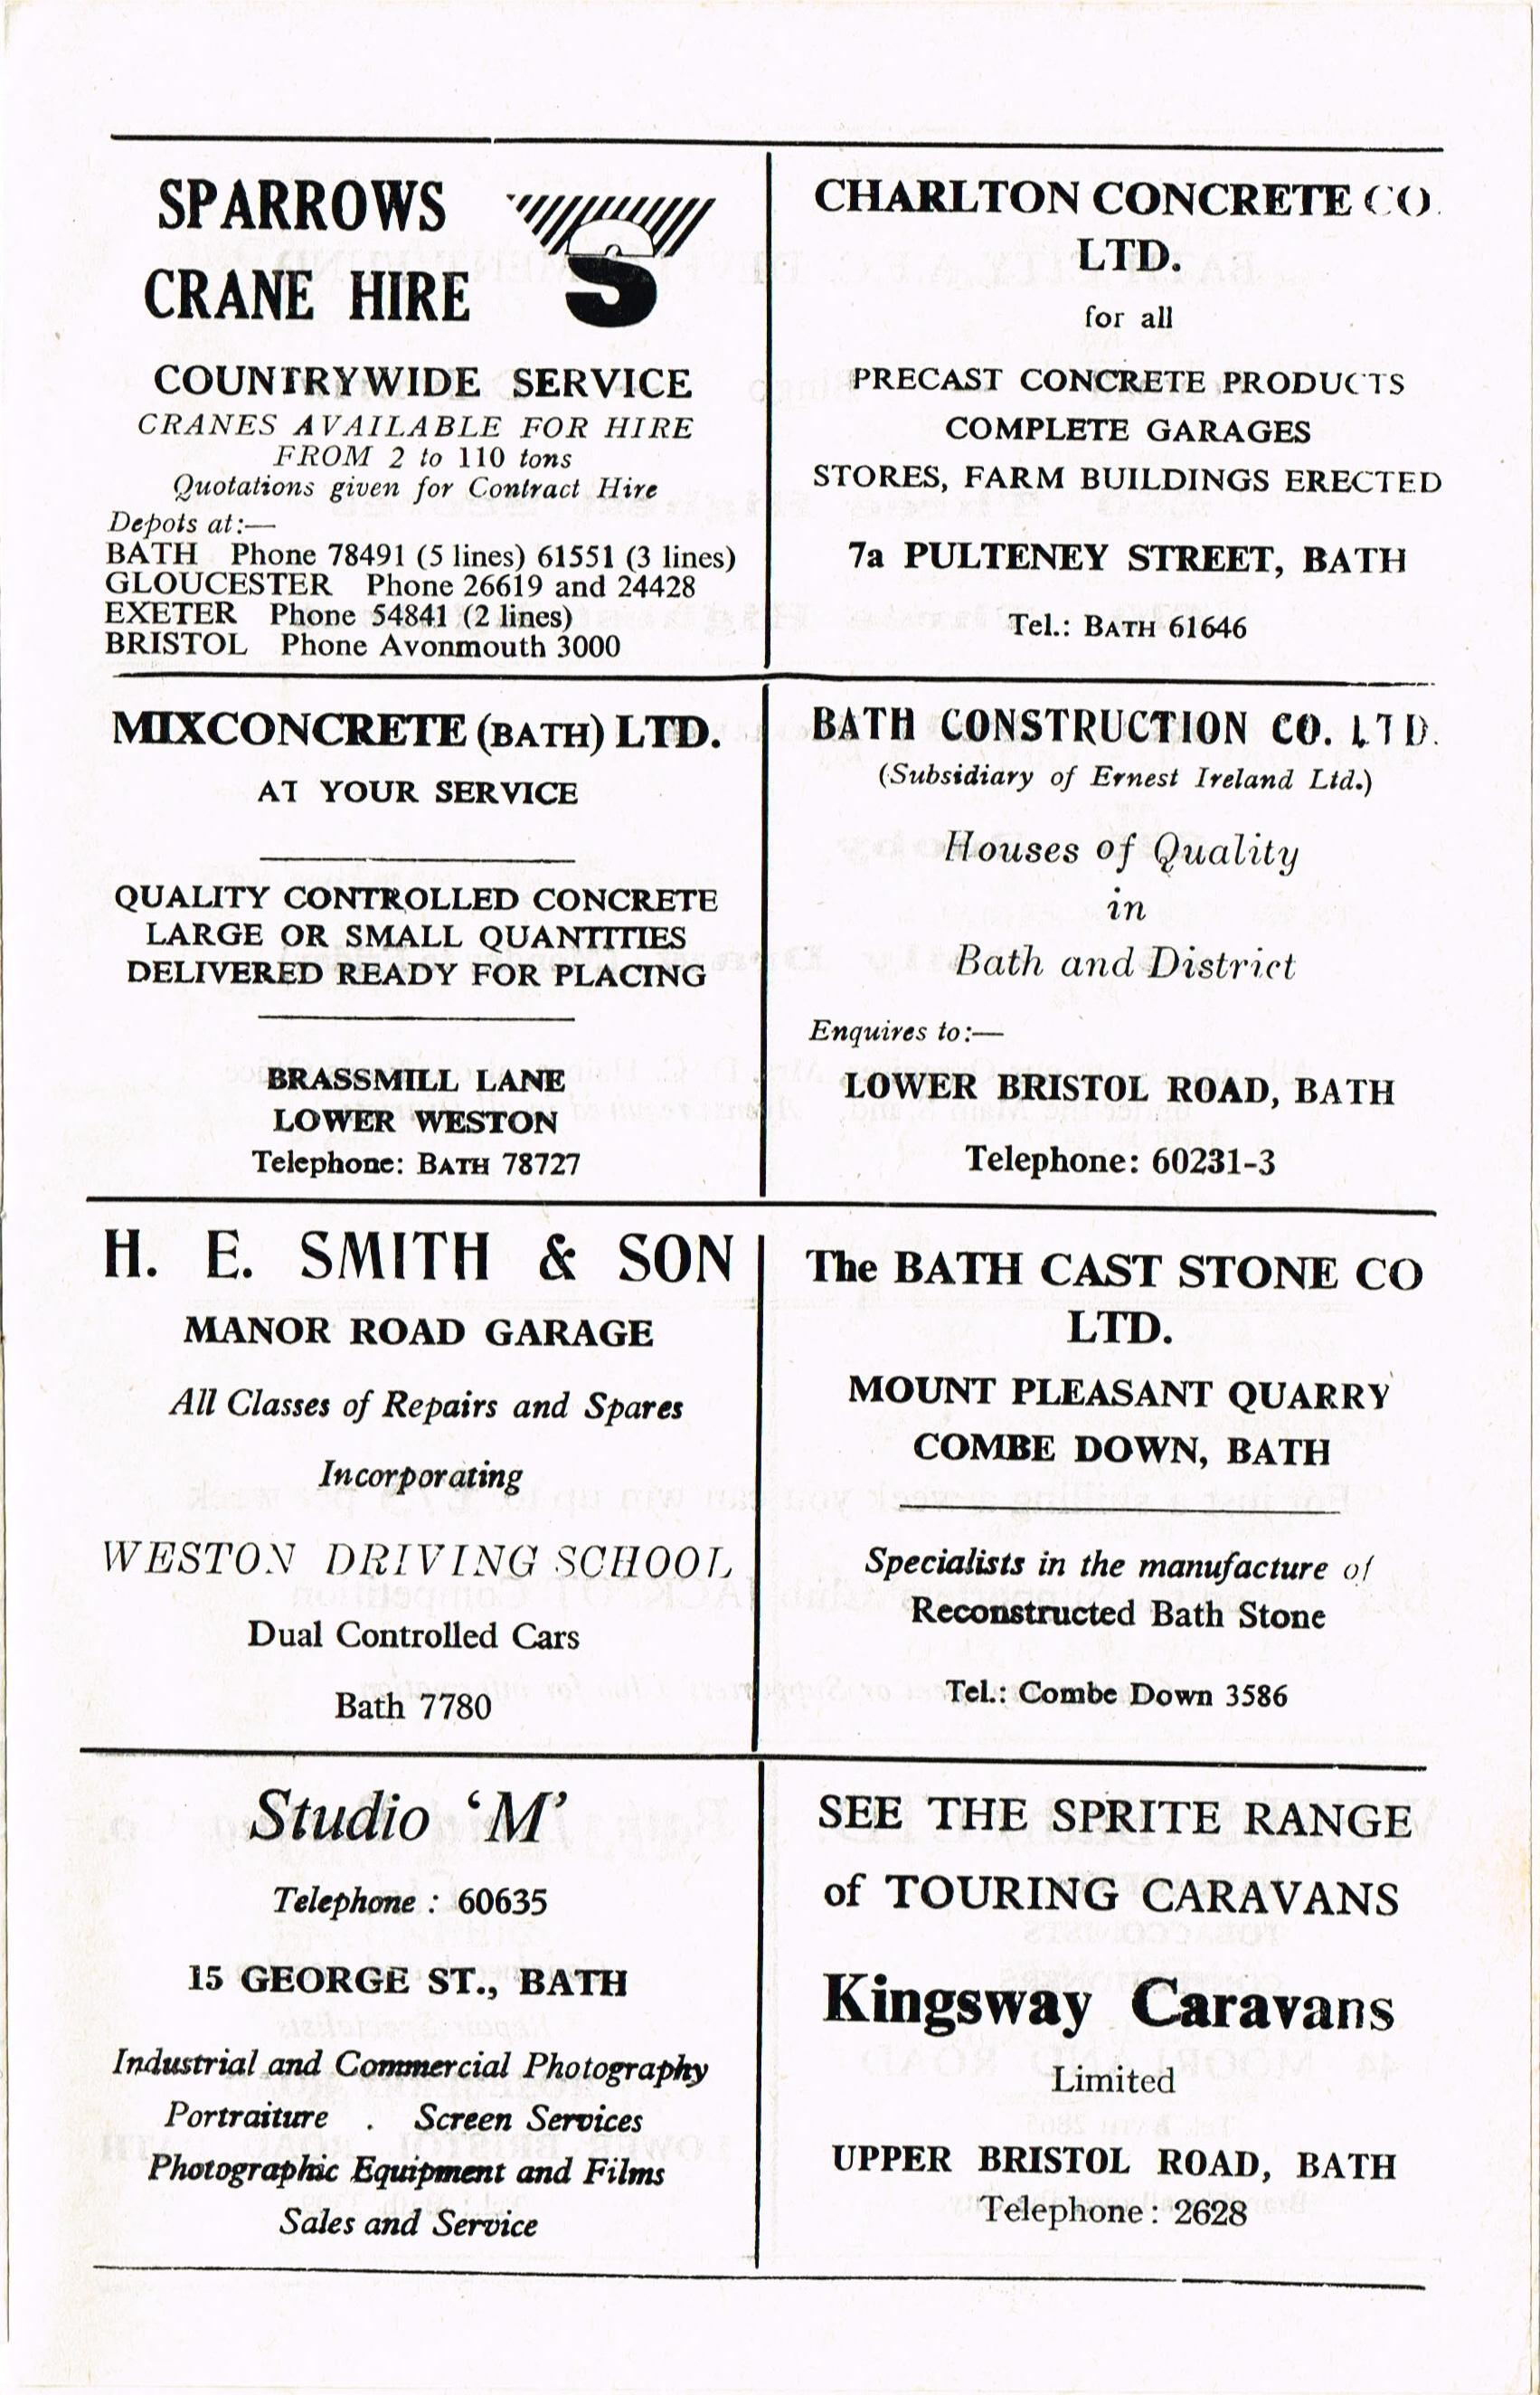 SPARROWS
CRANE HIRE
S
COUNTRYWIDE SERVICE
CRANES AVAILABLE FOR HIRE
FROM 2 to 110 tons
Quotations given for Contract Hire
Depots at:—
BATH Phone 78491 (5 lines) 61551 (3 lines)
GLOUCESTER Phone 26619 and 24428
EXETER Phone 54841 (2 lines)
BRISTOL Phone Avonmouth 3000
CHARLTON CONCRETE CO.
LTD.
for all
PRECAST CONCRETE PRODUCTS
COMPLETE GARAGES
STORES, FARM BUILDINGS ERECTED
7a PULTENEY STREET, BATH
Tel.: BATH 61646
MIXCONCRETE (BATH) LTD.
AT YOUR SERVICE
QUALITY CONTROLLED CONCRETE
LARGE OR SMALL QUANTITIES
DELIVERED READY FOR PLACING
BRASSMILL LANE
LOWER WESTON
Telephone: BATH 78727
BATH CONSTRUCTION CO. LTD.
(Subsidiary of Ernest Ireland Ltd.)
Houses of Quality
in
Bath and District
Enquires to:—
LOWER BRISTOL ROAD, BATH
Telephone: 60231-3
H. E. SMITH & SON
MANOR ROAD GARAGE
All Classes of Repairs and Spares
Incorporating
WESTON DRIVING SCHOOL
Dual Controlled Cars
Bath 7780
The BATH CAST STONE CO
LTD.
MOUNT PLEASANT QUARRY
COMBE DOWN, BATH
Specialists in the manufacture of
Reconstructed Bath Stone
Tel.: Combe Down 3586
Studio ‘M’
Telephone : 60635
15 GEORGE ST., BATH
Industrial and Commercial Photography
Portraiture . Screen Services
Photographic Equipment and Films
Sales and Service
SEE THE SPRITE RANGE
of TOURING CARAVANS
Kingsway Caravans
Limited
UPPER BRISTOL ROAD, BATH
Telephone: 2628